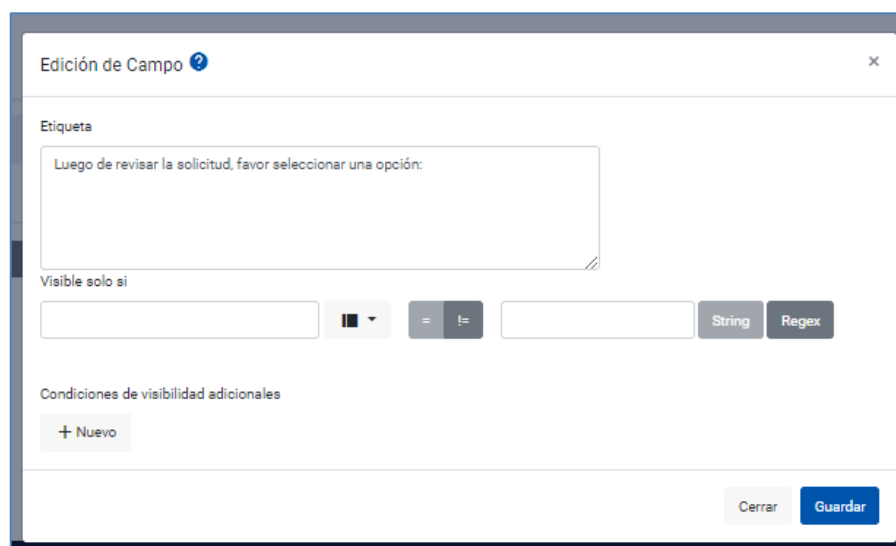 Edición de Campo ?
×
Etiqueta
Luego de revisar la solicitud, favor seleccionar una opción:
Visible solo si
= != String Regex
Condiciones de visibilidad adicionales
+ Nuevo
Cerrar Guardar